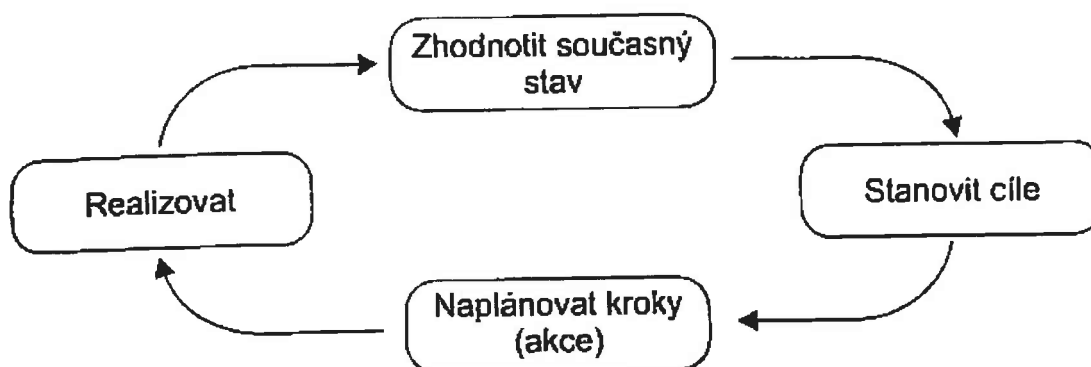 Zhodnotit současný
stav
Realizovat
Stanovit cíle
Naplánovat kroky
(akce)